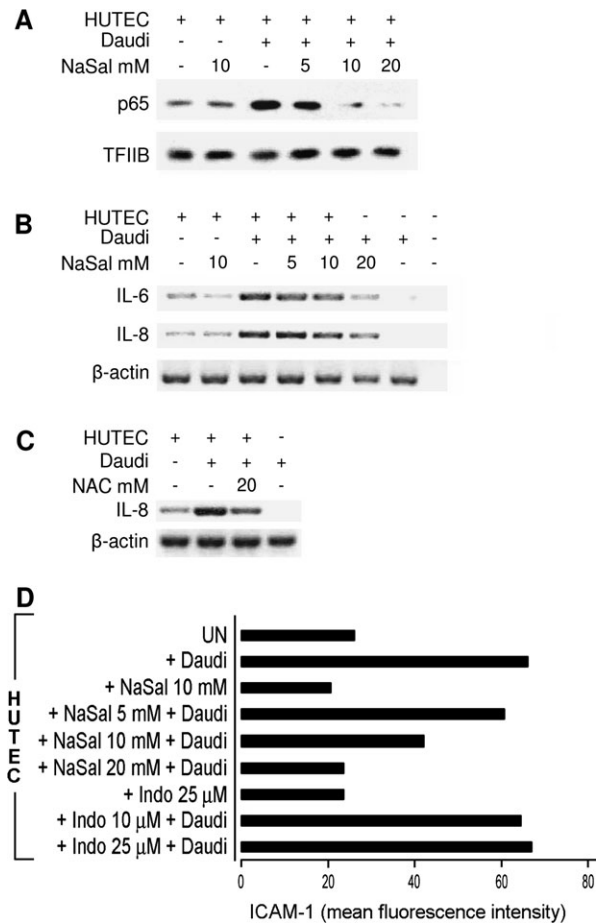 A
HUTEC + + + + + +
Daudi - - + + + +
NaSal mM - 10 - 5 10 20
p65
TFIIB
B
HUTEC + + + + + - - -
Daudi - - + + + + + -
NaSal mM - 10 - 5 10 20 - -
IL-6
IL-8
β-actin
C
HUTEC + + + -
Daudi - + + +
NAC mM - - 20 -
IL-8
β-actin
D
HUTEC
UN
+ Daudi
+ NaSal 10 mM
+ NaSal 5 mM + Daudi
+ NaSal 10 mM + Daudi
+ NaSal 20 mM + Daudi
+ Indo 25 μM
+ Indo 10 μM + Daudi
+ Indo 25 μM + Daudi
0 20 40 60 80
ICAM-1 (mean fluorescence intensity)